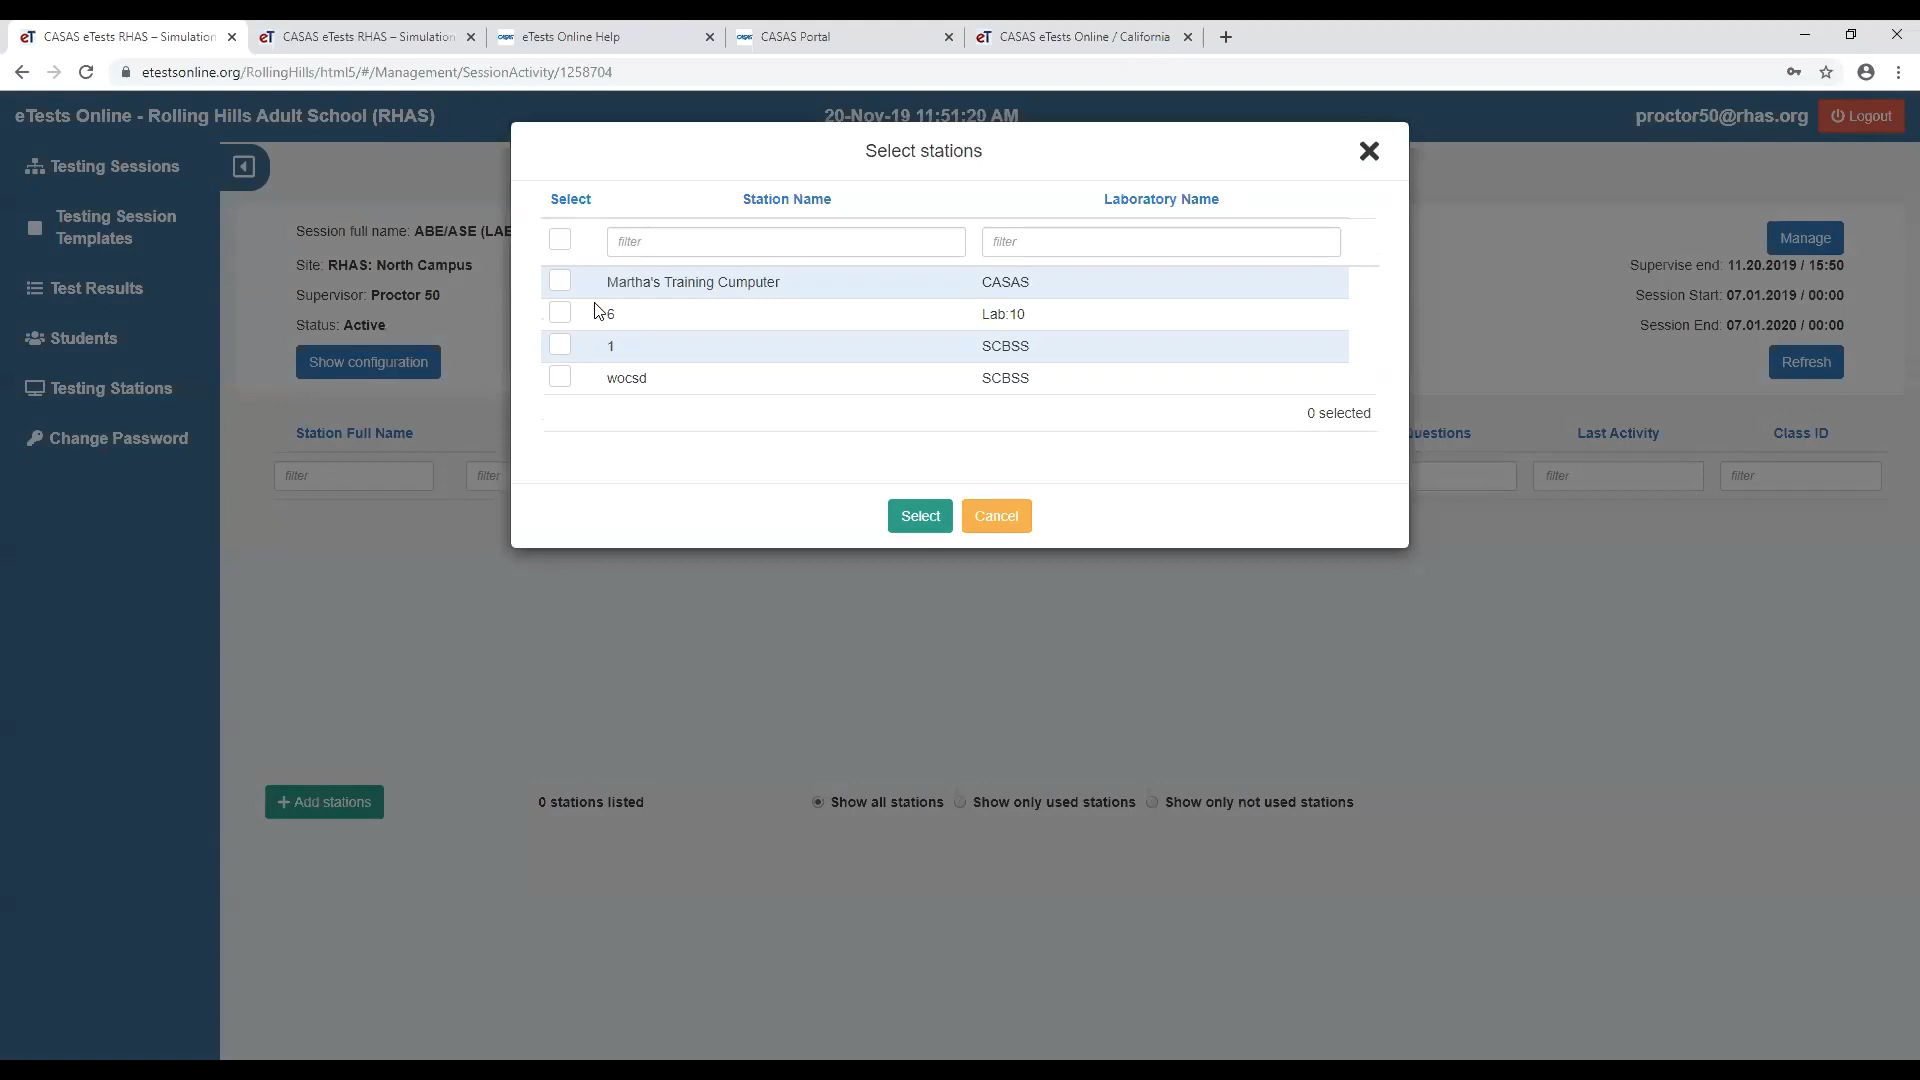 CASAS eTests RHAS – Simulation
CASAS eTests RHAS – Simulation
eTests Online Help
CASAS Portal
CASAS eTests Online / California
etestsonline.org/RollingHills/html5/#/Management/SessionActivity/1258704
eTests Online - Rolling Hills Adult School (RHAS)
20-Nov-19 11:51:20 AM
proctor50@rhas.org
Logout
Testing Sessions
Testing Session
Templates
Test Results
Students
Testing Stations
Change Password
Session full name: ABE/ASE (LAE
Site: RHAS: North Campus
Supervisor: Proctor 50
Status: Active
Show configuration
Manage
Supervise end: 11.20.2019 / 15:50
Session Start: 07.01.2019 / 00:00
Session End: 07.01.2020 / 00:00
Refresh
Select stations
Select
Station Name
Laboratory Name
filter
filter
Martha's Training Cumputer
CASAS
6
Lab:10
1
SCBSS
wocsd
SCBSS
0 selected
Select
Cancel
Station Full Name
Questions
Last Activity
Class ID
filter
filter
filter
filter
+ Add stations
0 stations listed
Show all stations
Show only used stations
Show only not used stations